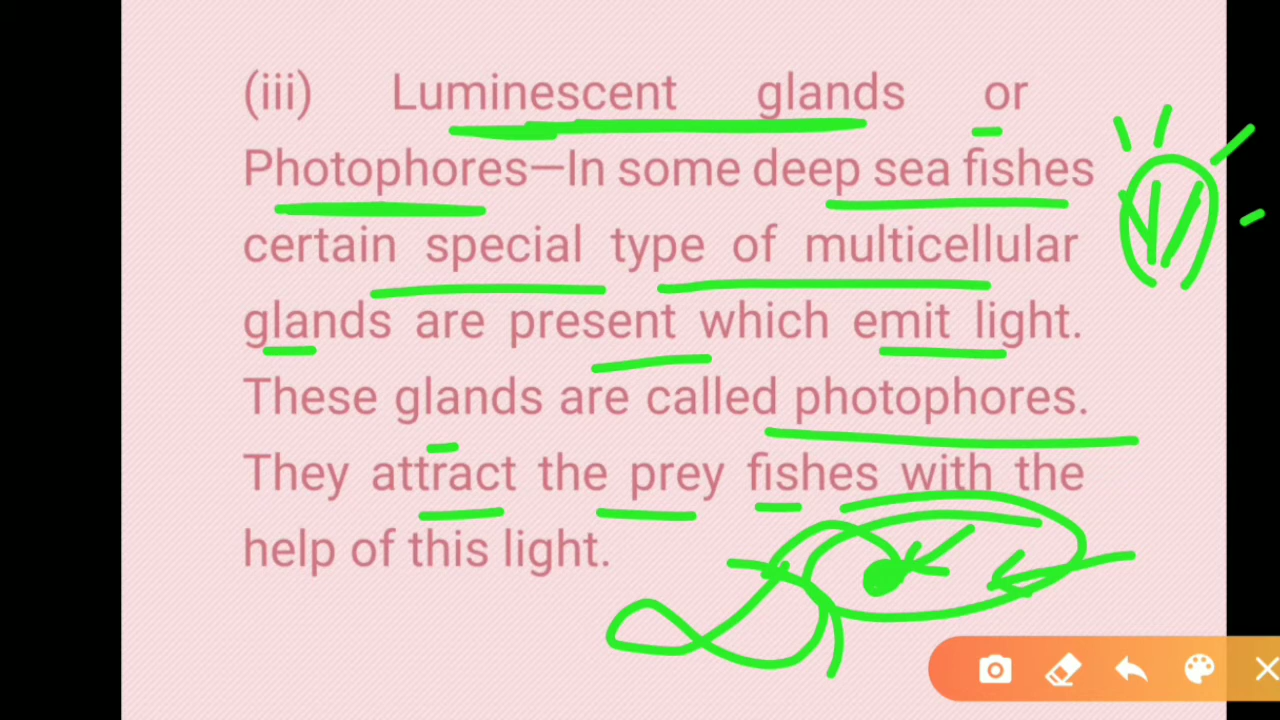 (iii) Luminescent glands or
Photophores—In some deep sea fishes
certain special type of multicellular
glands are present which emit light.
These glands are called photophores.
They attract the prey fishes with the
help of this light.